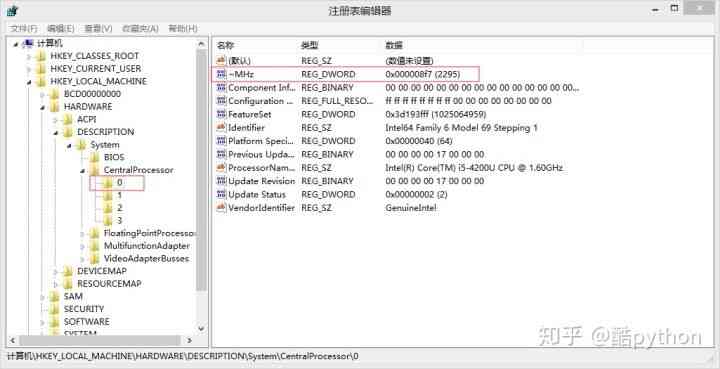 注册表编辑器
文件(F) 编辑(E) 查看(V) 收藏夹(A) 帮助(H)
计算机
HKEY_CLASSES_ROOT
HKEY_CURRENT_USER
HKEY_LOCAL_MACHINE
BCD00000000
HARDWARE
ACPI
DESCRIPTION
System
BIOS
CentralProcessor
0
1
2
3
FloatingPointProcessor
MultifunctionAdapter
VideoAdapterBusses
DEVICEMAP
RESOURCEMAP
SAM
SECURITY
SOFTWARE
SYSTEM
名称 类型 数据
(默认) REG_SZ (数值未设置)
~MHz REG_DWORD 0x000008f7 (2295)
Component Inf... REG_BINARY 00 00 00 00 00 00 00 00 00 00 00 00 00 00 00 00...
Configuration ... REG_FULL_RESO... ff ff ff ff ff ff ff ff 00 00 00 00 00 00 00 00
FeatureSet REG_DWORD 0x3d193fff (1025064959)
Identifier REG_SZ Intel64 Family 6 Model 69 Stepping 1
Platform Speci... REG_DWORD 0x00000040 (64)
Previous Upda... REG_BINARY 00 00 00 00 17 00 00 00
ProcessorNam... REG_SZ Intel(R) Core(TM) i5-4200U CPU @ 1.60GHz
Update Revision REG_BINARY 00 00 00 00 17 00 00 00
Update Status REG_DWORD 0x00000002 (2)
VendorIdentifier REG_SZ GenuineIntel
知乎 @酷python
计算机\HKEY_LOCAL_MACHINE\HARDWARE\DESCRIPTION\System\CentralProcessor\0